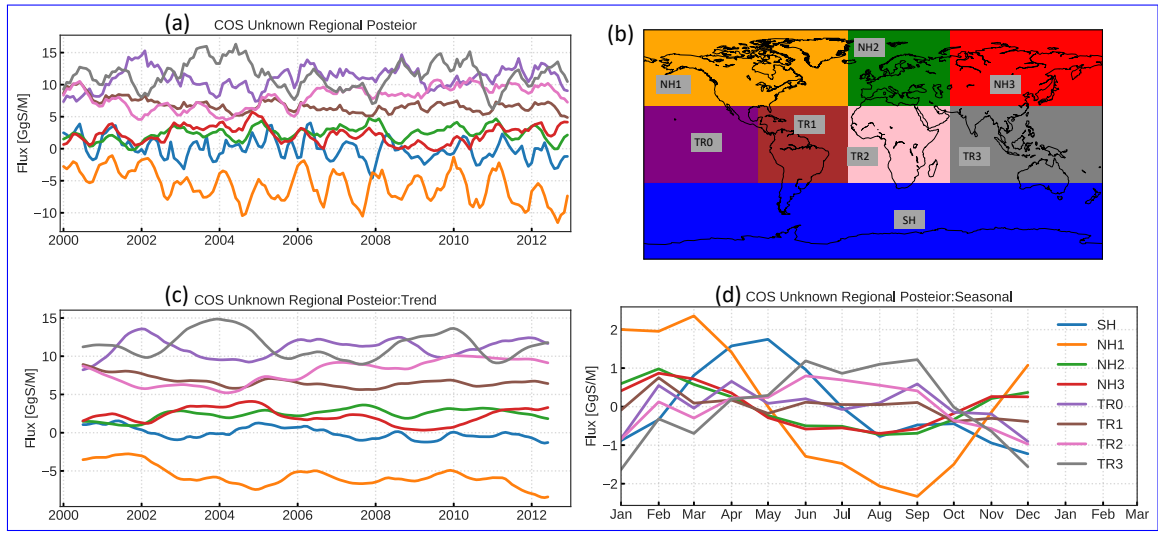 (a)
COS Unknown Regional Posteior
Flux [GgS/M]
15
10
5
0
−5
−10
2000 2002 2004 2006 2008 2010 2012
(b)
NH1
NH2
NH3
TR0
TR1
TR2
TR3
SH
(c)
COS Unknown Regional Posteior:Trend
Flux [GgS/M]
15
10
5
0
−5
2000 2002 2004 2006 2008 2010 2012
(d)
COS Unknown Regional Posteior:Seasonal
Flux [GgS/M]
2
1
0
−1
−2
Jan Feb Mar Apr May Jun Jul Aug Sep Oct Nov Dec Jan Feb Mar
SH
NH1
NH2
NH3
TR0
TR1
TR2
TR3